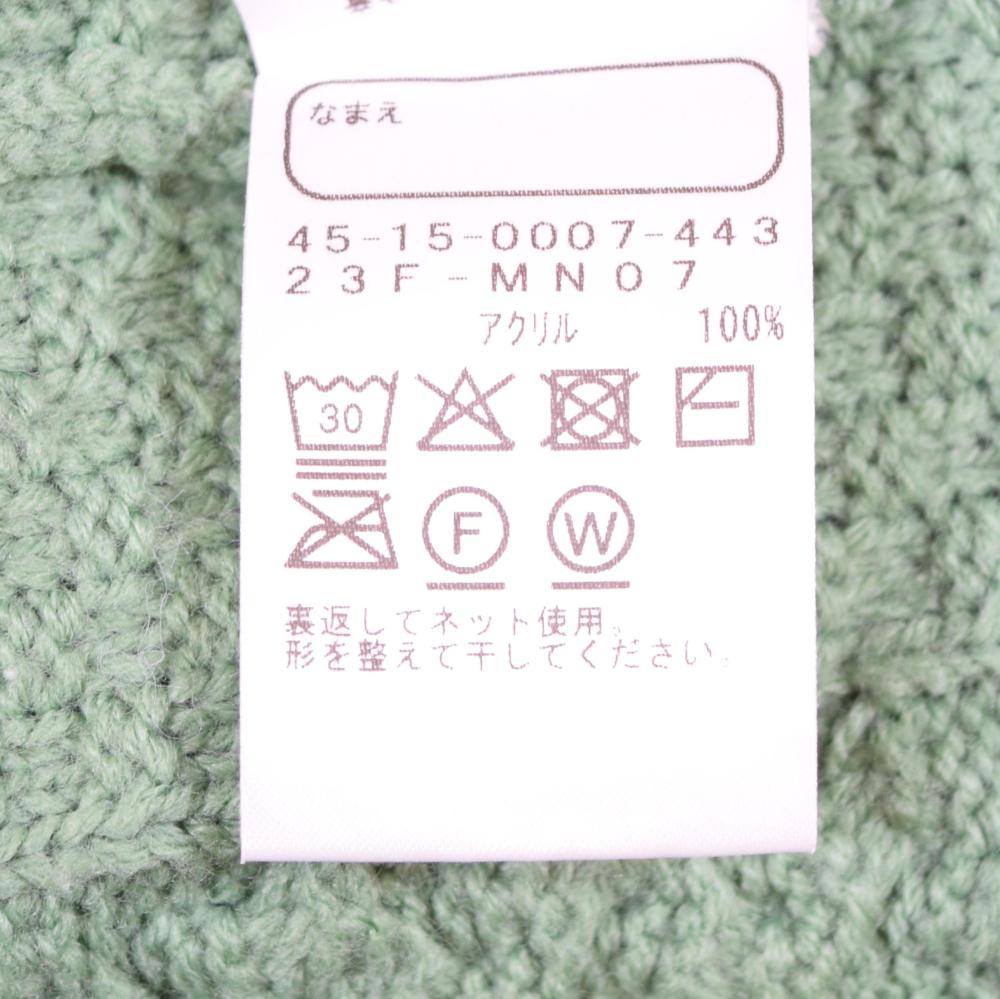 なまえ
45-15-0007-443
23F-MN07
アクリル 100%
30
F W
裏返してネット使用。
形を整えて干してください。